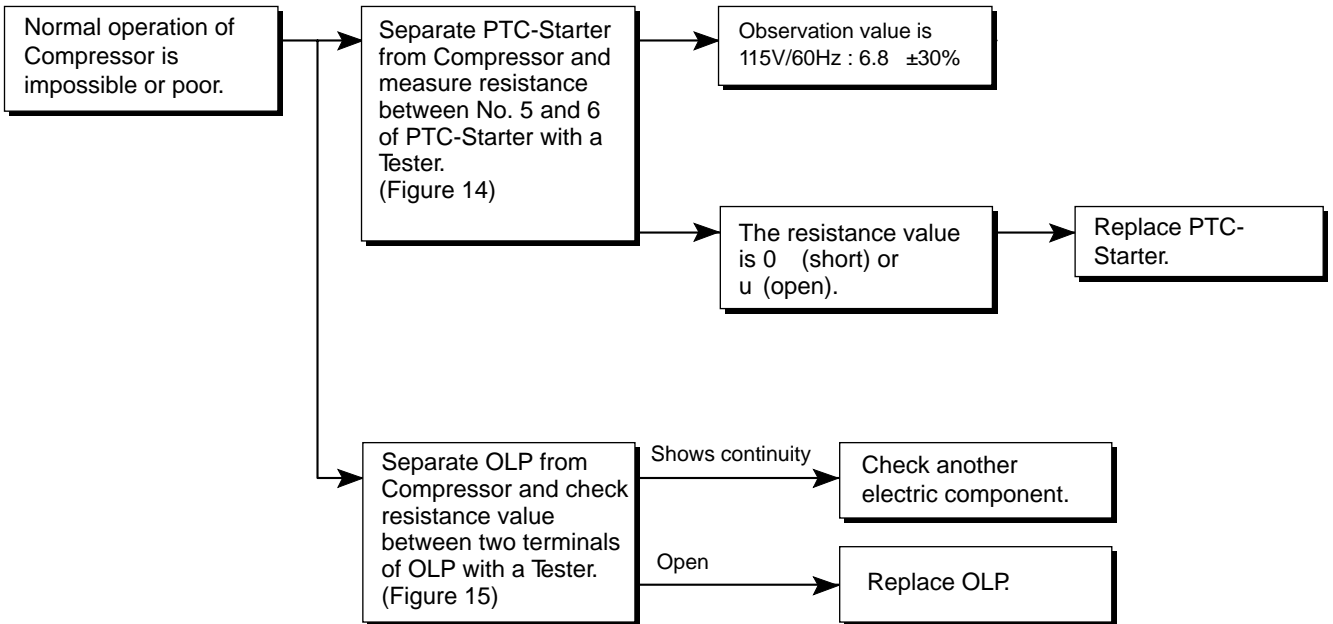 Normal operation of
Compressor is
impossible or poor.
Separate PTC-Starter
from Compressor and
measure resistance
between No. 5 and 6
of PTC-Starter with a
Tester.
(Figure 14)
Observation value is
115V/60Hz : 6.8 ±30%
The resistance value
is 0 (short) or
u (open).
Replace PTC-
Starter.
Separate OLP from
Compressor and check
resistance value
between two terminals
of OLP with a Tester.
(Figure 15)
Shows continuity
Check another
electric component.
Open
Replace OLP.